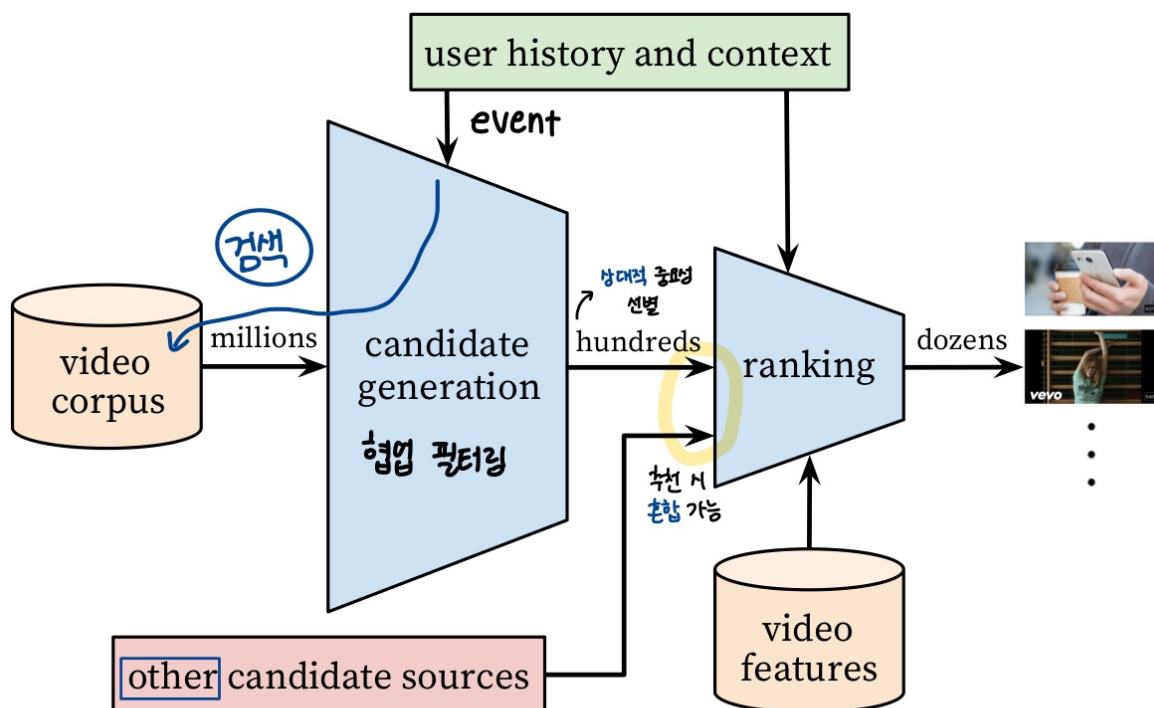 user history and context
event
검색
상대적 중요성
선별
millions
candidate
generation
hundreds
ranking
dozens
video
corpus
협업 필터링
vevo
추천 시
혼합 가능
other candidate sources
video
features